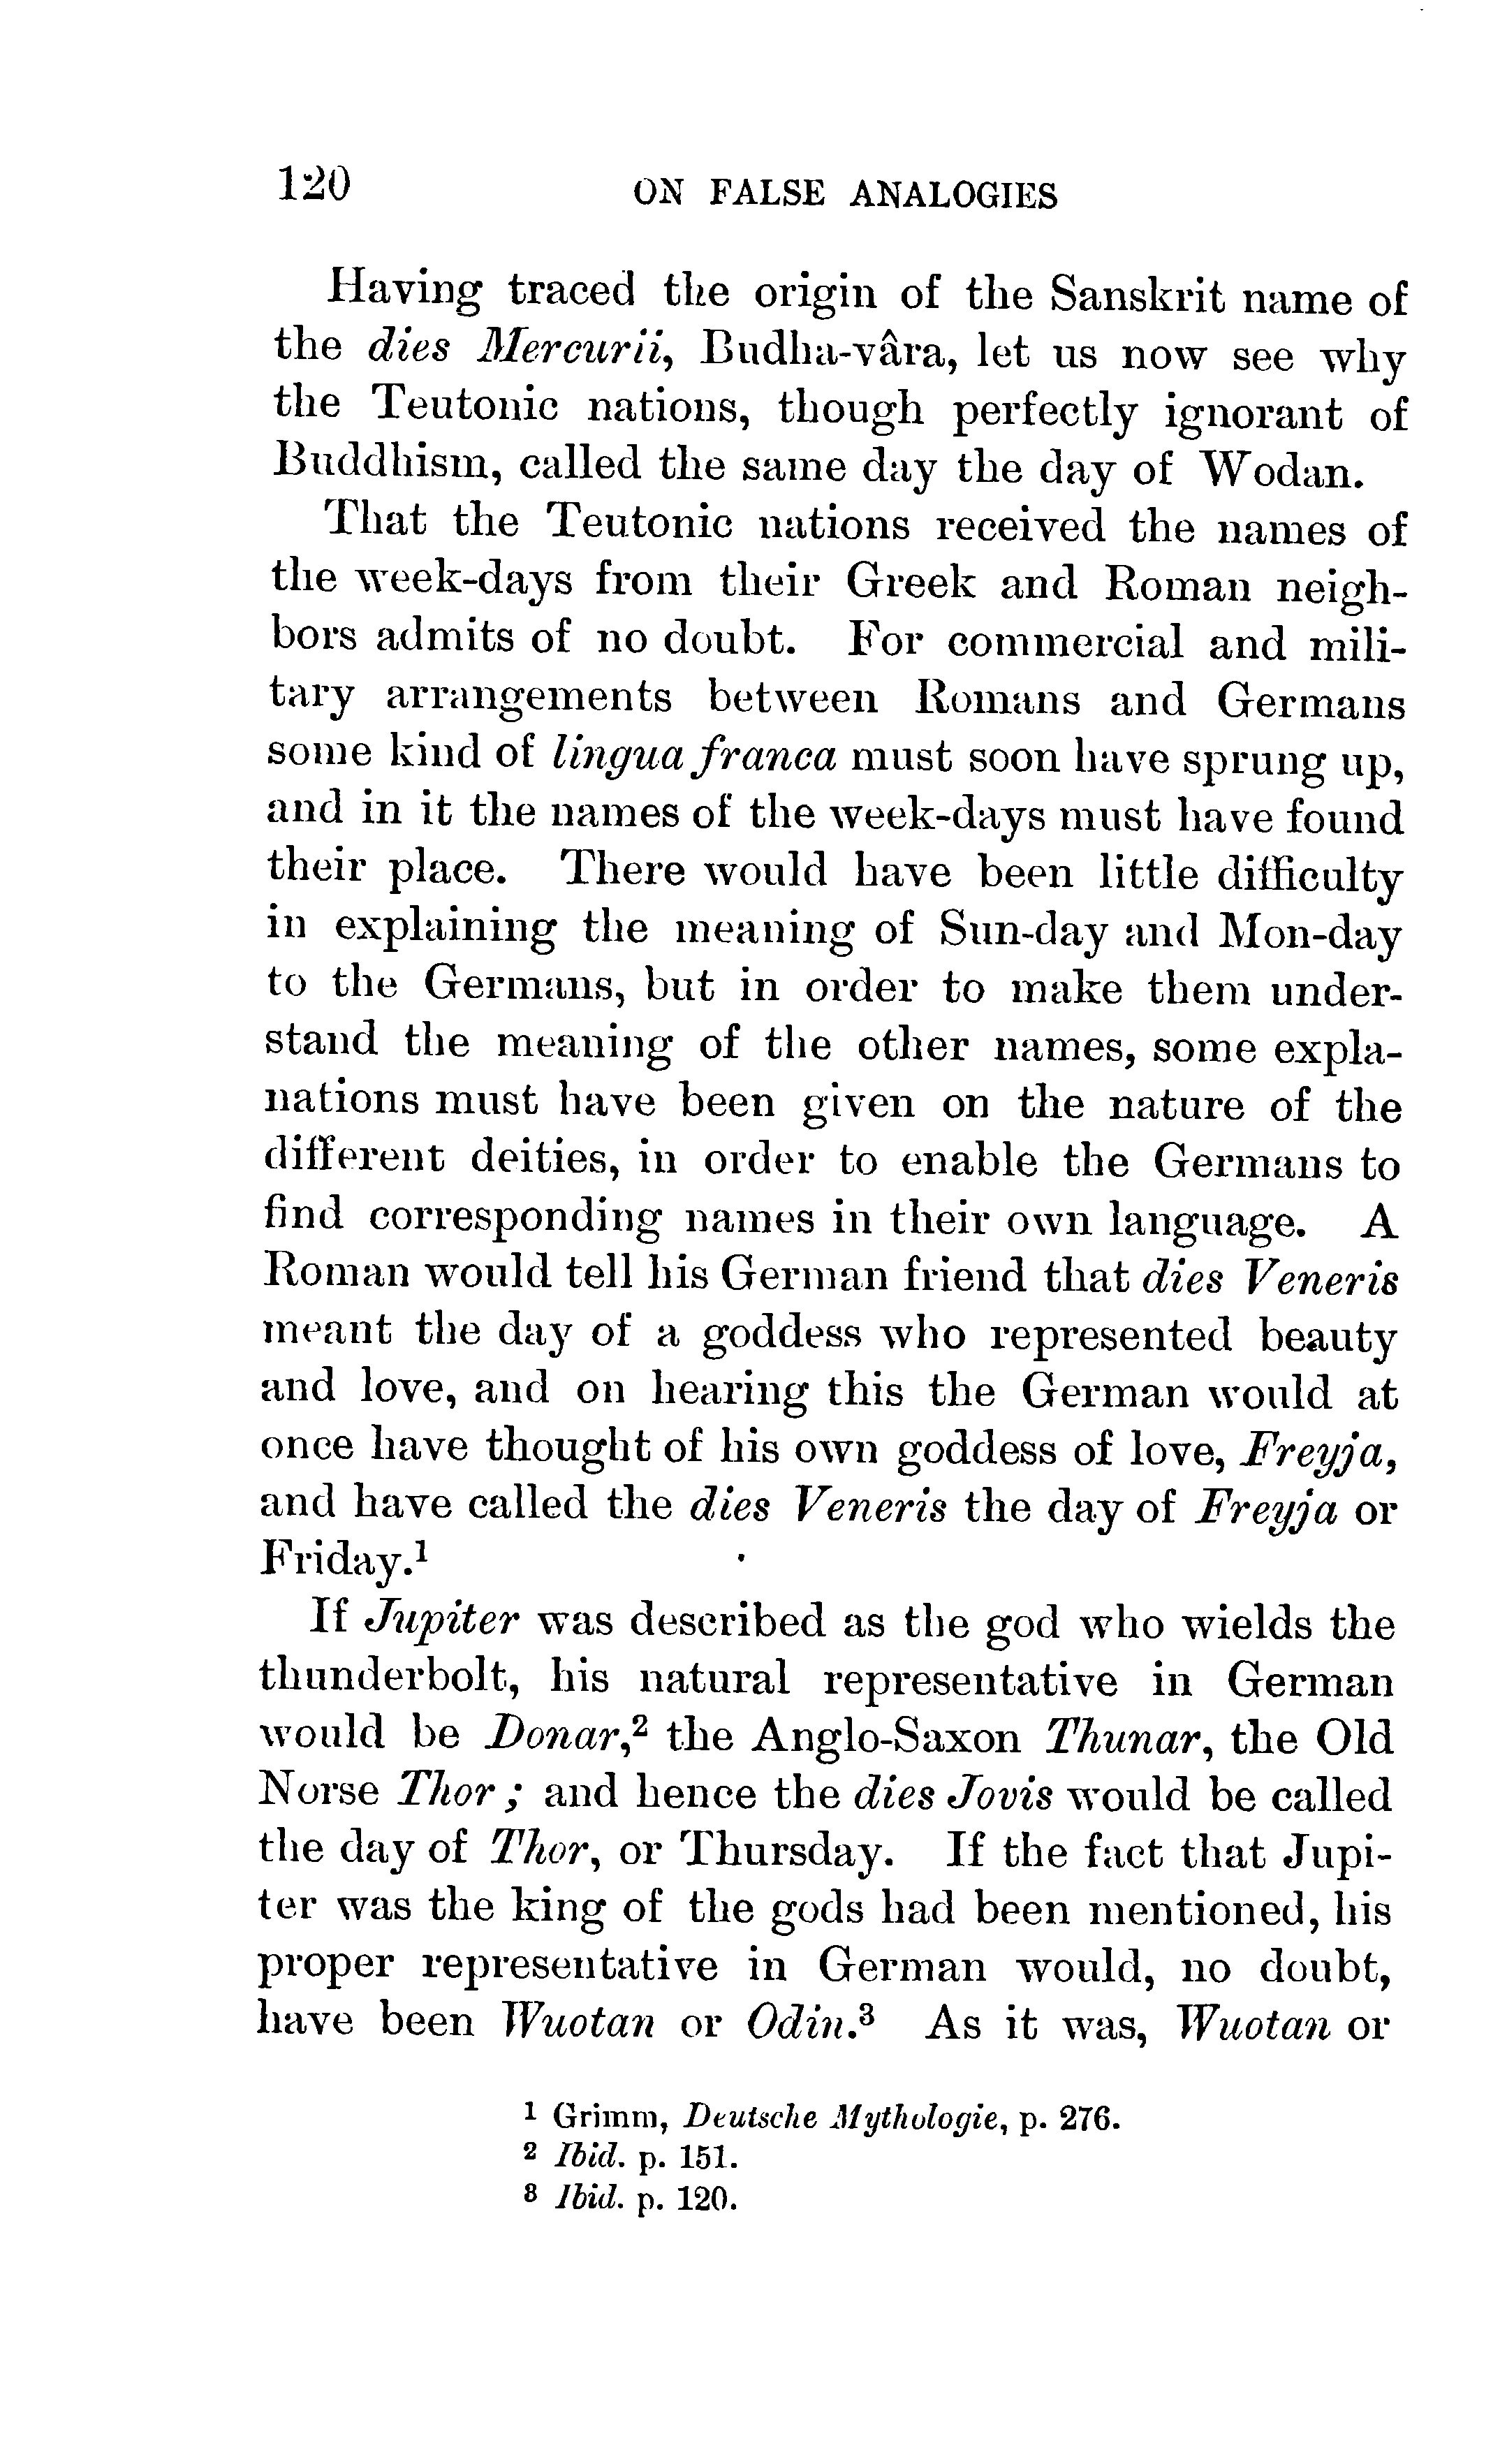 120 ON FALSE ANALOGIES
Having traced the origin of the Sanskrit name of
the dies Mercurii, Budha-vâra, let us now see why
the Teutonic nations, though perfectly ignorant of
Buddhism, called the same day the day of Wodan.
That the Teutonic nations received the names of
the week-days from their Greek and Roman neigh-
bors admits of no doubt. For commercial and mili-
tary arrangements between Romans and Germans
some kind of lingua franca must soon have sprung up,
and in it the names of the week-days must have found
their place. There would have been little difficulty
in explaining the meaning of Sun-day and Mon-day
to the Germans, but in order to make them under-
stand the meaning of the other names, some expla-
nations must have been given on the nature of the
different deities, in order to enable the Germans to
find corresponding names in their own language. A
Roman would tell his German friend that dies Veneris
meant the day of a goddess who represented beauty
and love, and on hearing this the German would at
once have thought of his own goddess of love, Freyja,
and have called the dies Veneris the day of Freyja or
Friday.¹
If Jupiter was described as the god who wields the
thunderbolt, his natural representative in German
would be Donar,² the Anglo-Saxon Thunar, the Old
Norse Thor; and hence the dies Jovis would be called
the day of Thor, or Thursday. If the fact that Jupi-
ter was the king of the gods had been mentioned, his
proper representative in German would, no doubt,
have been Wuotan or Odin.³ As it was, Wuotan or
¹ Grimm, Deutsche Mythologie, p. 276.
² Ibid. p. 151.
³ Ibid. p. 120.